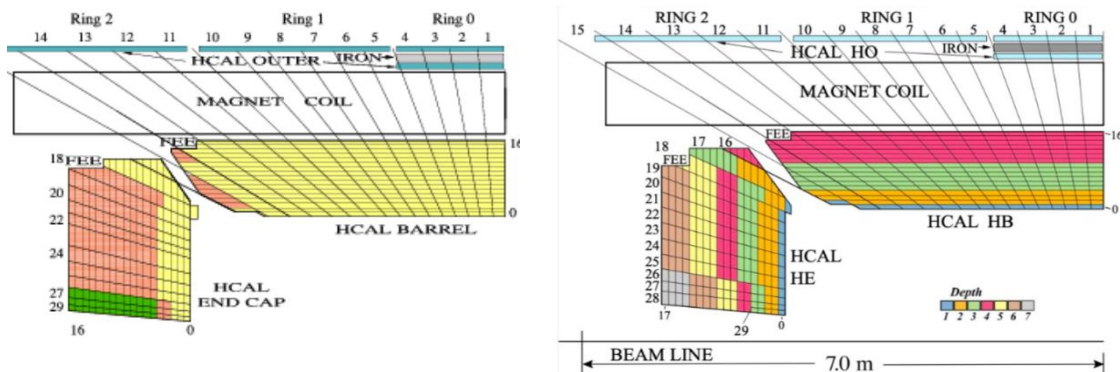 Ring 2 Ring 1 Ring 0
14 13 12 11 10 9 8 7 6 5 4 3 2 1
HCAL OUTER IRON
MAGNET COIL
FEE
16
18
FEE
20
22
24
27
29
0
HCAL BARREL
HCAL
END CAP
16 0
RING 2 RING 1 RING 0
15 14 13 12 11 10 9 8 7 6 5 4 3 2 1
HCAL HO IRON
MAGNET COIL
FEE
16
18 17 16
FEE
19
20
21
22
23
24
25
26
27
28
0
HCAL HB
HCAL
HE
17 29 0
Depth
1 2 3 4 5 6 7
BEAM LINE
7.0 m